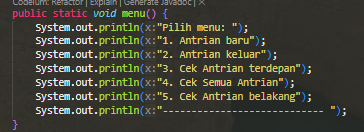 Codeium: Refactor | Explain | Generate Javadoc | ×
public static void menu() {
System.out.println(x:"Pilih menu: ");
System.out.println(x:"1. Antrian baru");
System.out.println(x:"2. Antrian keluar");
System.out.println(x:"3. Cek Antrian terdepan");
System.out.println(x:"4. Cek Semua Antrian");
System.out.println(x:"5. Cek Antrian belakang");
System.out.println(x:"----------------------------");
}